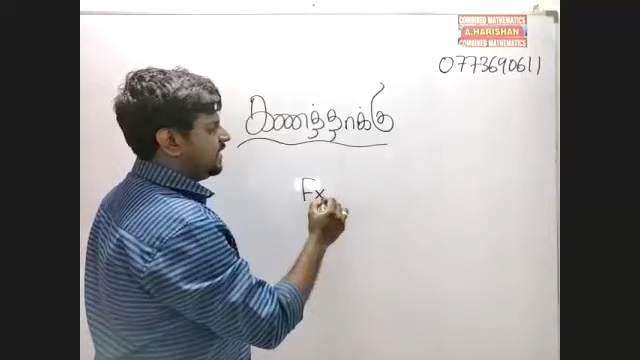 COMBINED MATHEMATICS
A.HARISHAN
COMBINED MATHEMATICS
0773690611
கணத்தாக்கு
Fx